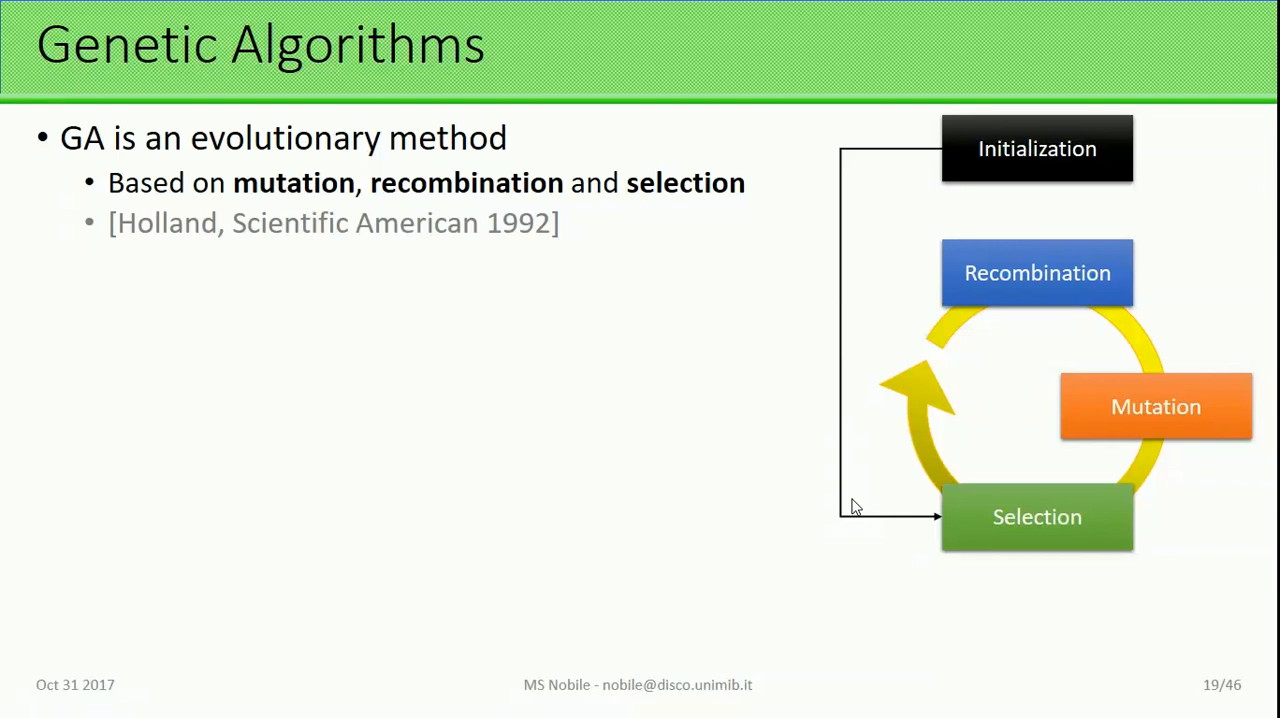 Genetic Algorithms
• GA is an evolutionary method
• Based on mutation, recombination and selection
• [Holland, Scientific American 1992]
Initialization
Recombination
Mutation
Selection
Oct 31 2017
MS Nobile - nobile@disco.unimib.it
19/46